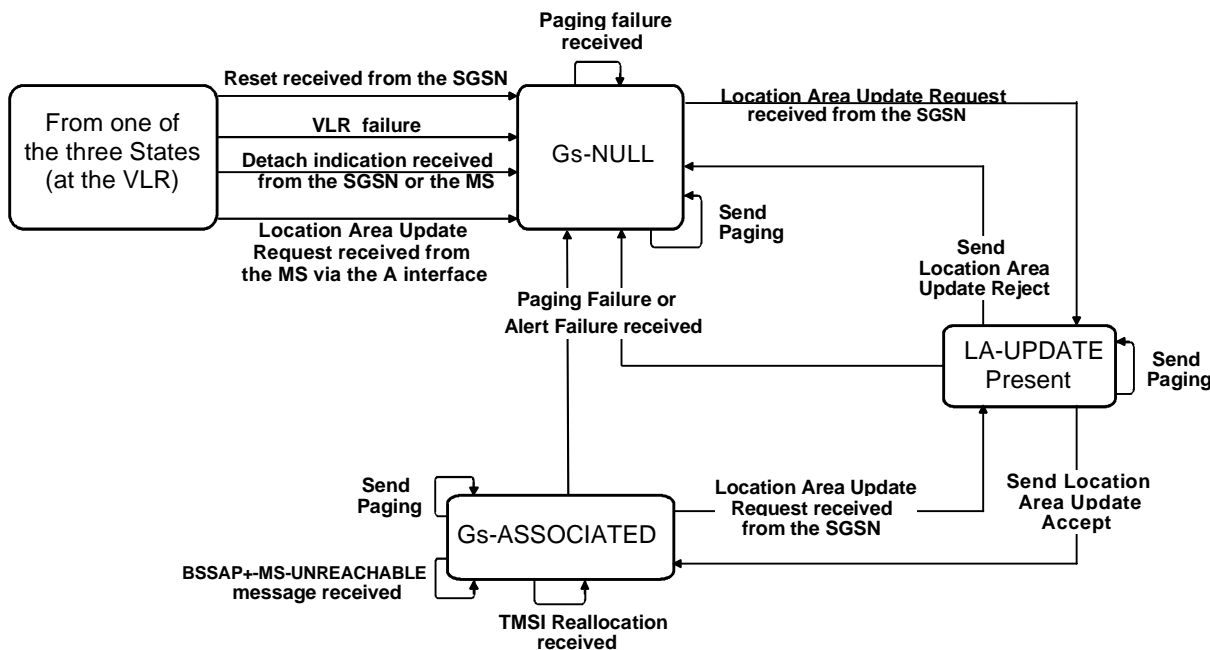 Paging failure
received
Reset received from the SGSN
VLR failure
Detach indication received
from the SGSN or the MS
Location Area Update
Request received from
the MS via the A interface
From one of
the three States
(at the VLR)
Gs-NULL
Location Area Update Request
received from the SGSN
Send
Paging
Send
Location Area
Update Reject
Paging Failure or
Alert Failure received
LA-UPDATE
Present
Send
Paging
Send
Paging
Gs-ASSOCIATED
Location Area Update
Request received
from the SGSN
Send Location
Area Update
Accept
BSSAP+-MS-UNREACHABLE
message received
TMSI Reallocation
received